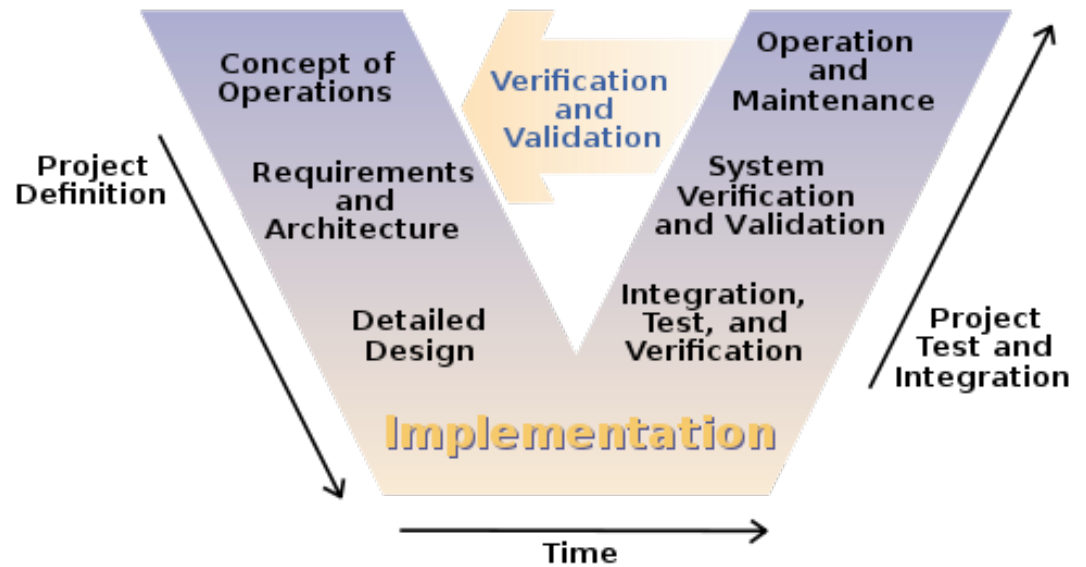 Project
Definition
Concept of
Operations
Requirements
and
Architecture
Detailed
Design
Verification
and
Validation
Operation
and
Maintenance
System
Verification
and Validation
Integration,
Test, and
Verification
Project
Test and
Integration
Implementation
Time